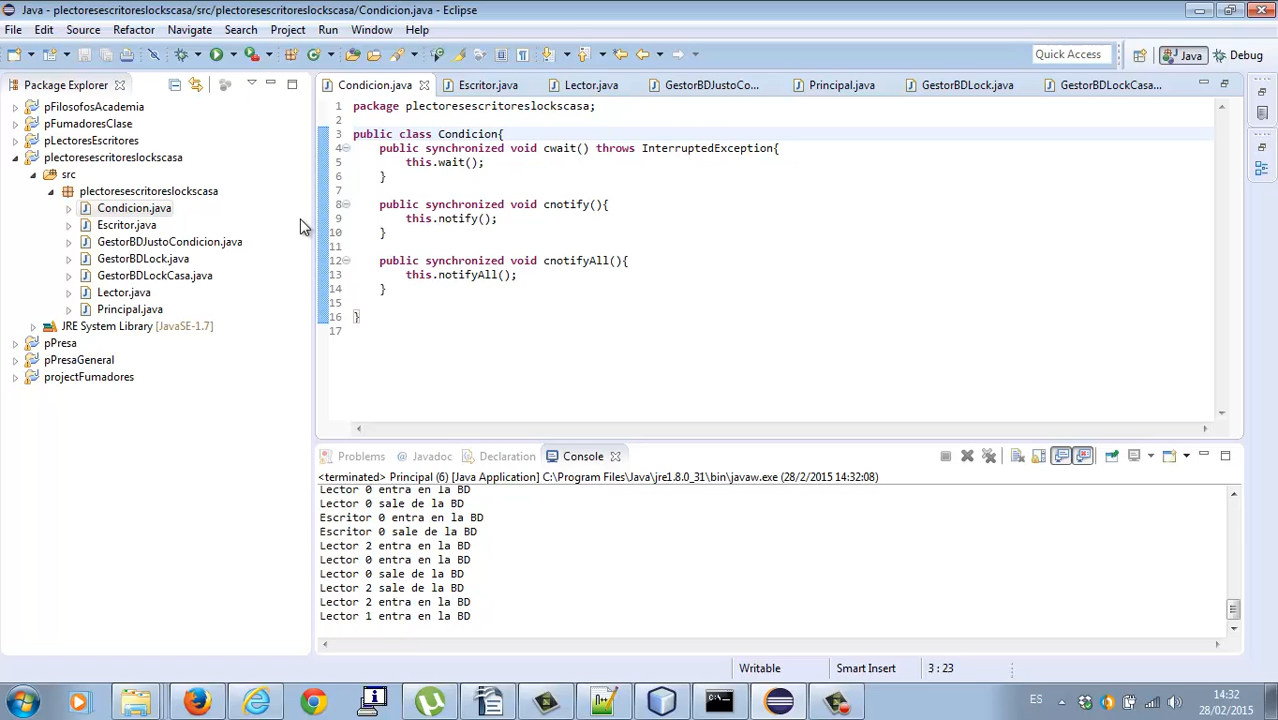 Java - plectoresescritoreslockscasa/src/plectoresescritoreslockscasa/Condicion.java - Eclipse
File Edit Source Refactor Navigate Search Project Run Window Help
Quick Access
Java
Debug
Package Explorer
pFilosofosAcademia
pFumadoresClase
pLectoresEscritores
plectoresescritoreslockscasa
src
plectoresescritoreslockscasa
Condicion.java
Escritor.java
GestorBDJustoCondicion.java
GestorBDLock.java
GestorBDLockCasa.java
Lector.java
Principal.java
JRE System Library [JavaSE-1.7]
pPresa
pPresaGeneral
projectFumadores
Condicion.java Escritor.java Lector.java GestorBDJustoCo... Principal.java GestorBDLock.java GestorBDLockCasa...
1 package plectoresescritoreslockscasa;
2
3 public class Condicion{
4 public synchronized void cwait() throws InterruptedException{
5 this.wait();
6 }
7
8 public synchronized void cnotify(){
9 this.notify();
10 }
11
12 public synchronized void cnotifyAll(){
13 this.notifyAll();
14 }
15
16 }
17
Problems Javadoc Declaration Console
<terminated> Principal (6) [Java Application] C:\Program Files\Java\jre1.8.0_31\bin\javaw.exe (28/2/2015 14:32:08)
Lector 0 entra en la BD
Lector 0 sale de la BD
Escritor 0 entra en la BD
Escritor 0 sale de la BD
Lector 2 entra en la BD
Lector 0 entra en la BD
Lector 0 sale de la BD
Lector 2 sale de la BD
Lector 2 entra en la BD
Lector 1 entra en la BD
Writable Smart Insert 3 : 23
ES
14:32
28/02/2015